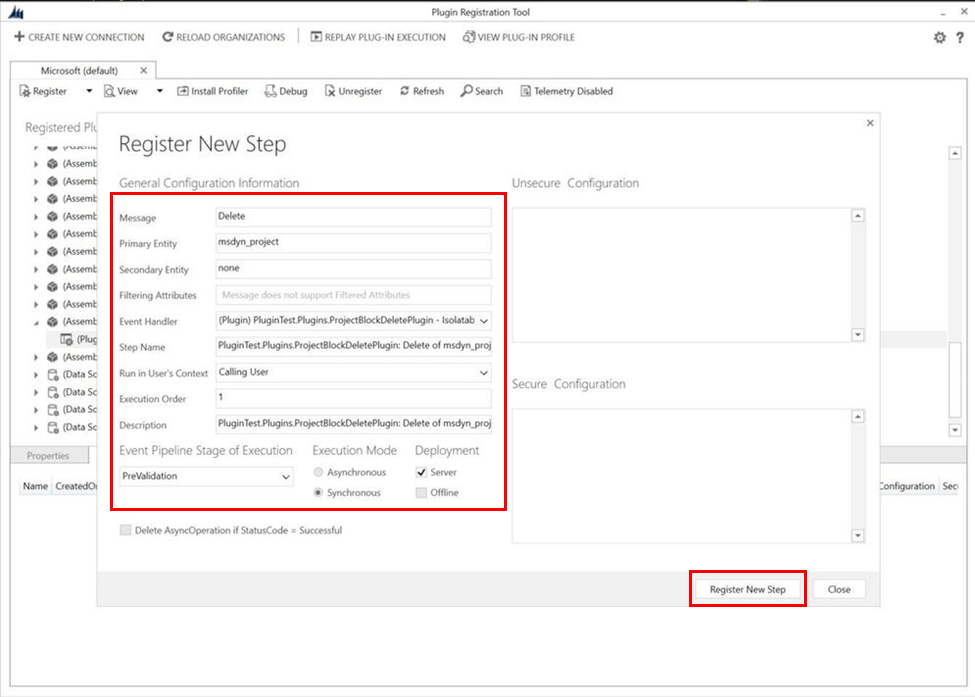 Plugin Registration Tool
CREATE NEW CONNECTION RELOAD ORGANIZATIONS REPLAY PLUG-IN EXECUTION VIEW PLUG-IN PROFILE
Microsoft (default)
Register View Install Profiler Debug Unregister Refresh Search Telemetry Disabled
Registered Plu
Register New Step
General Configuration Information
Unsecure Configuration
(Assemb
(Assemb
(Assemb
(Assemb
(Assemb
(Assemb
(Assemb
(Assemb
(Assemb
(Assemb
(Plug
(Assemb
(Data Sc
(Data Sc
(Data Sc
(Data Sc
Message Delete
Primary Entity msdyn_project
Secondary Entity none
Filtering Attributes Message does not support Filtered Attributes
Event Handler (Plugin) PluginTest.Plugins.ProjectBlockDeletePlugin - Isolatab
Step Name PluginTest.Plugins.ProjectBlockDeletePlugin: Delete of msdyn_proj
Run in User's Context Calling User
Execution Order 1
Description PluginTest.Plugins.ProjectBlockDeletePlugin: Delete of msdyn_proj
Event Pipeline Stage of Execution Execution Mode Deployment
PreValidation Asynchronous Server
Synchronous Offline
Delete AsyncOperation if StatusCode = Successful
Secure Configuration
Properties
Name CreatedOn
Configuration Sec
Register New Step Close